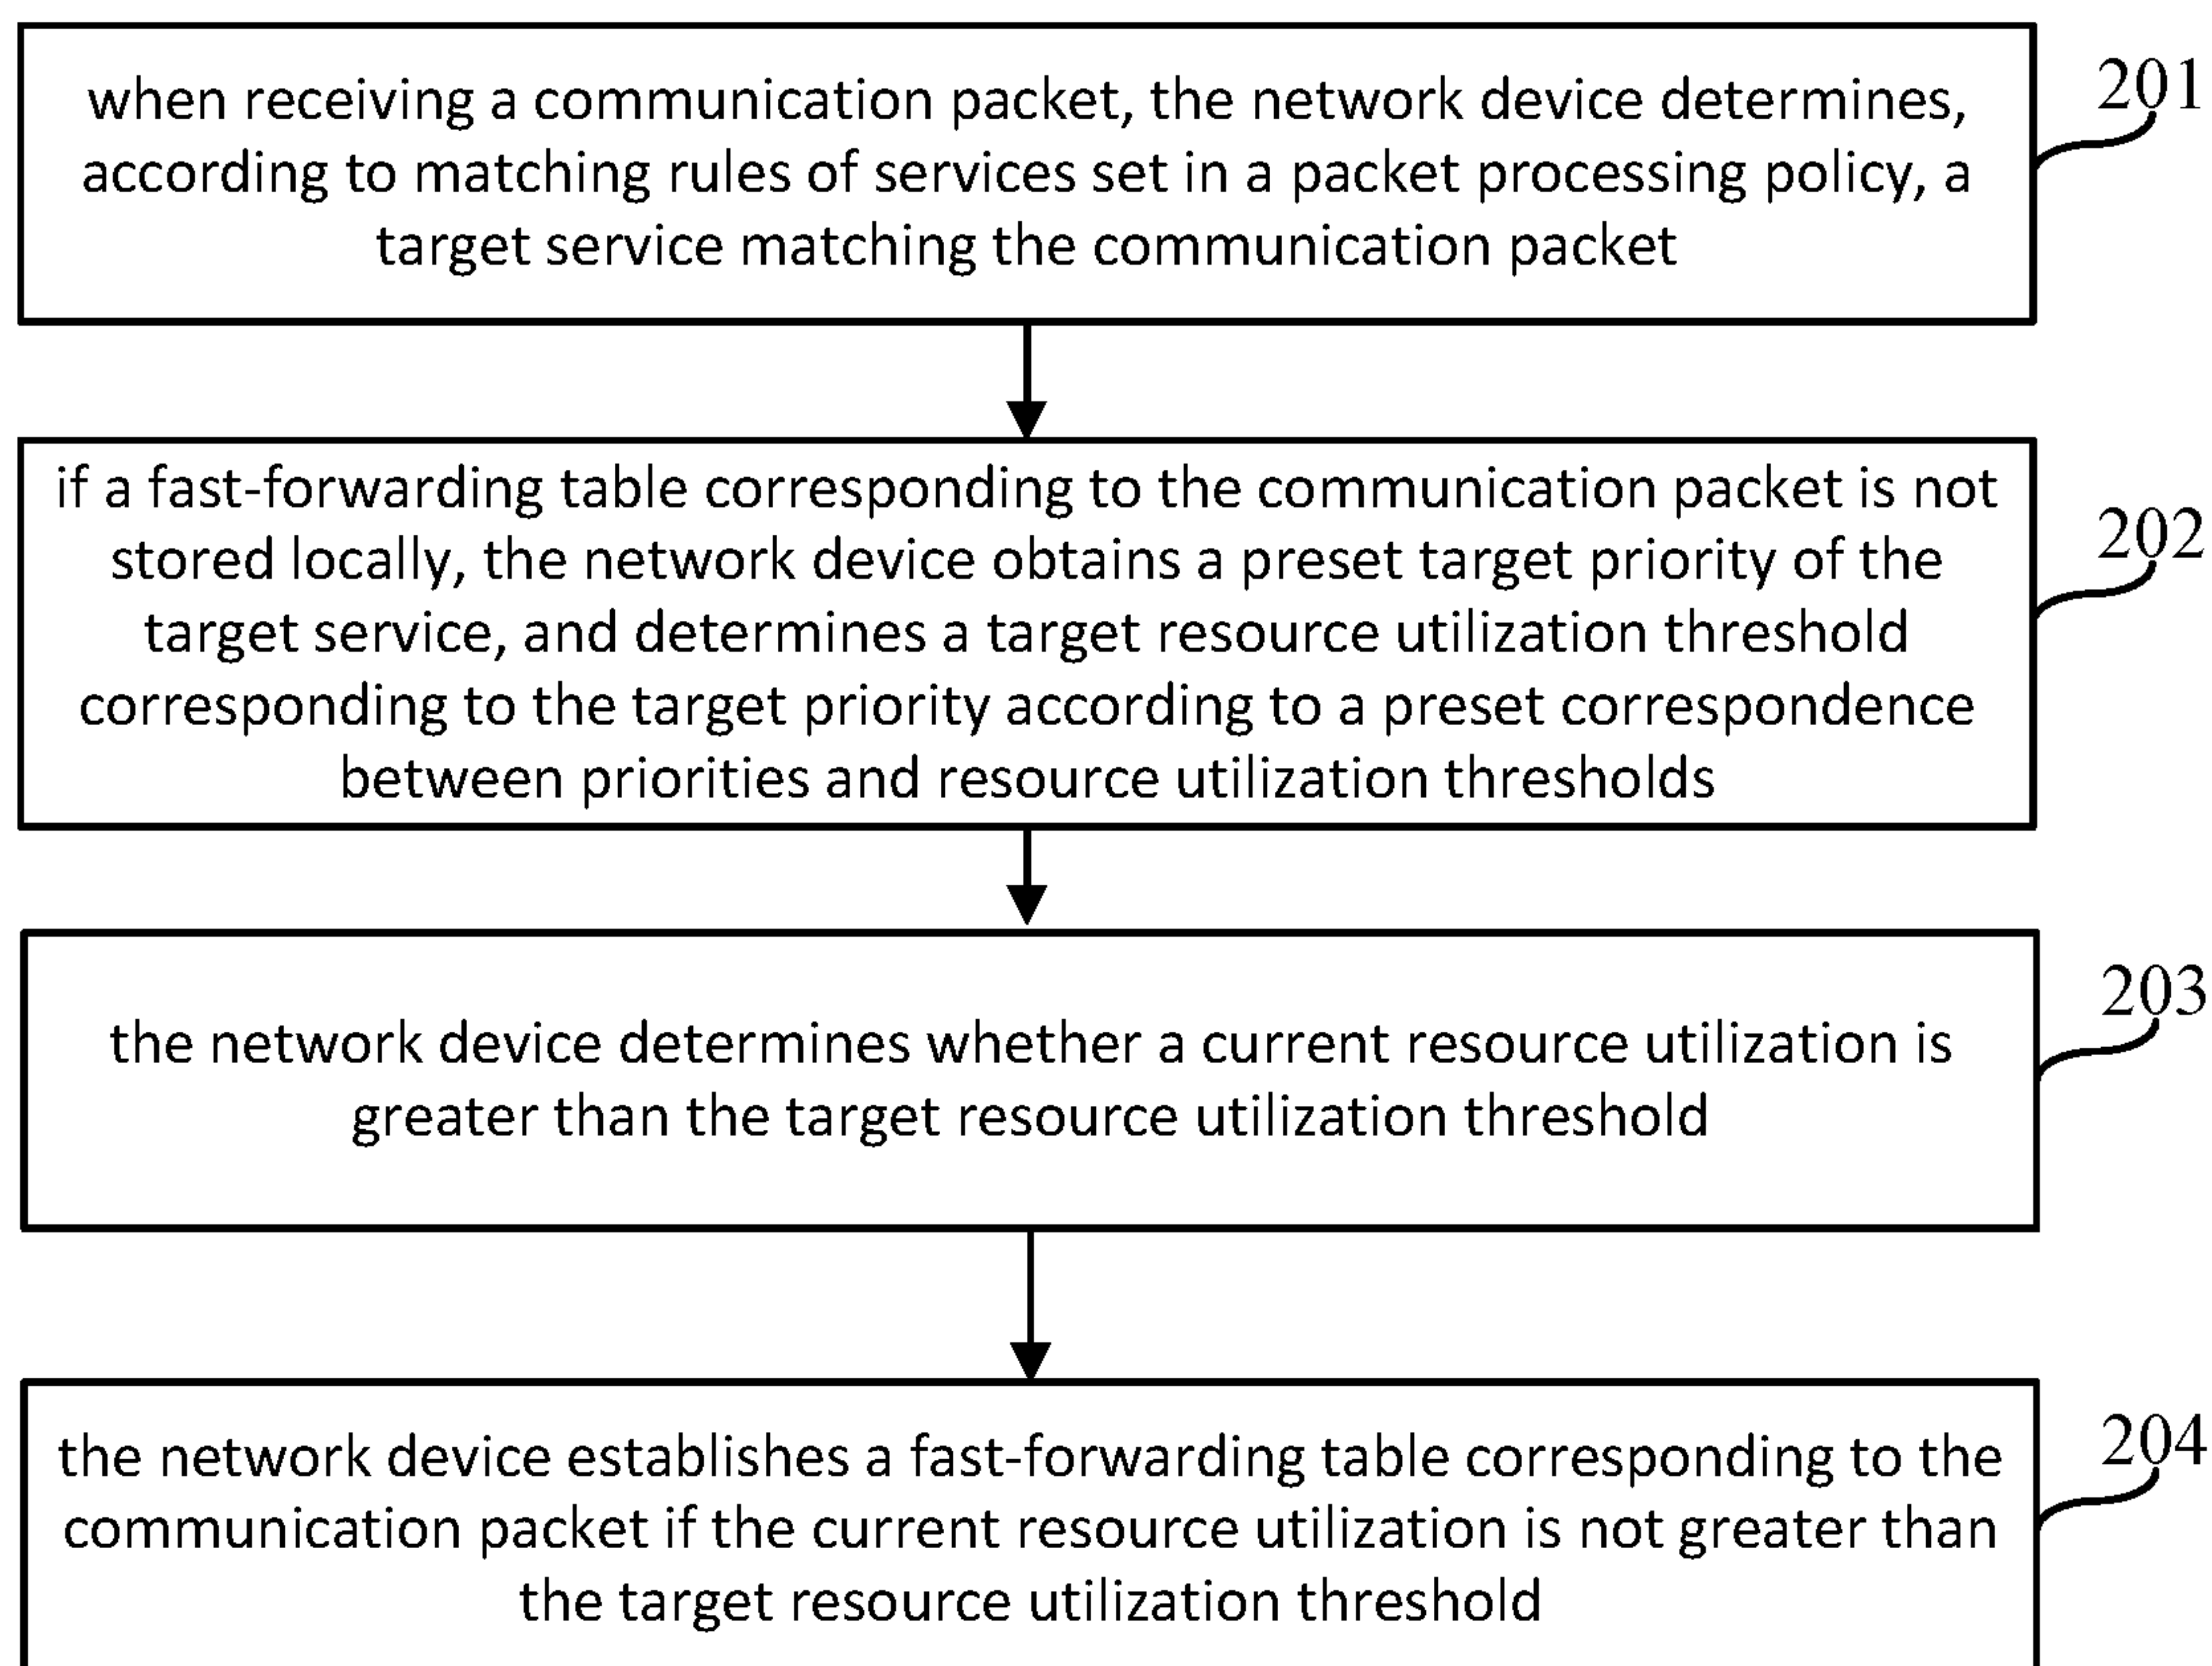 when receiving a communication packet, the network device determines,
according to matching rules of services set in a packet processing policy, a
target service matching the communication packet
201
if a fast-forwarding table corresponding to the communication packet is not
stored locally, the network device obtains a preset target priority of the
target service, and determines a target resource utilization threshold
corresponding to the target priority according to a preset correspondence
between priorities and resource utilization thresholds
202
the network device determines whether a current resource utilization is
greater than the target resource utilization threshold
203
the network device establishes a fast-forwarding table corresponding to the
communication packet if the current resource utilization is not greater than
the target resource utilization threshold
204